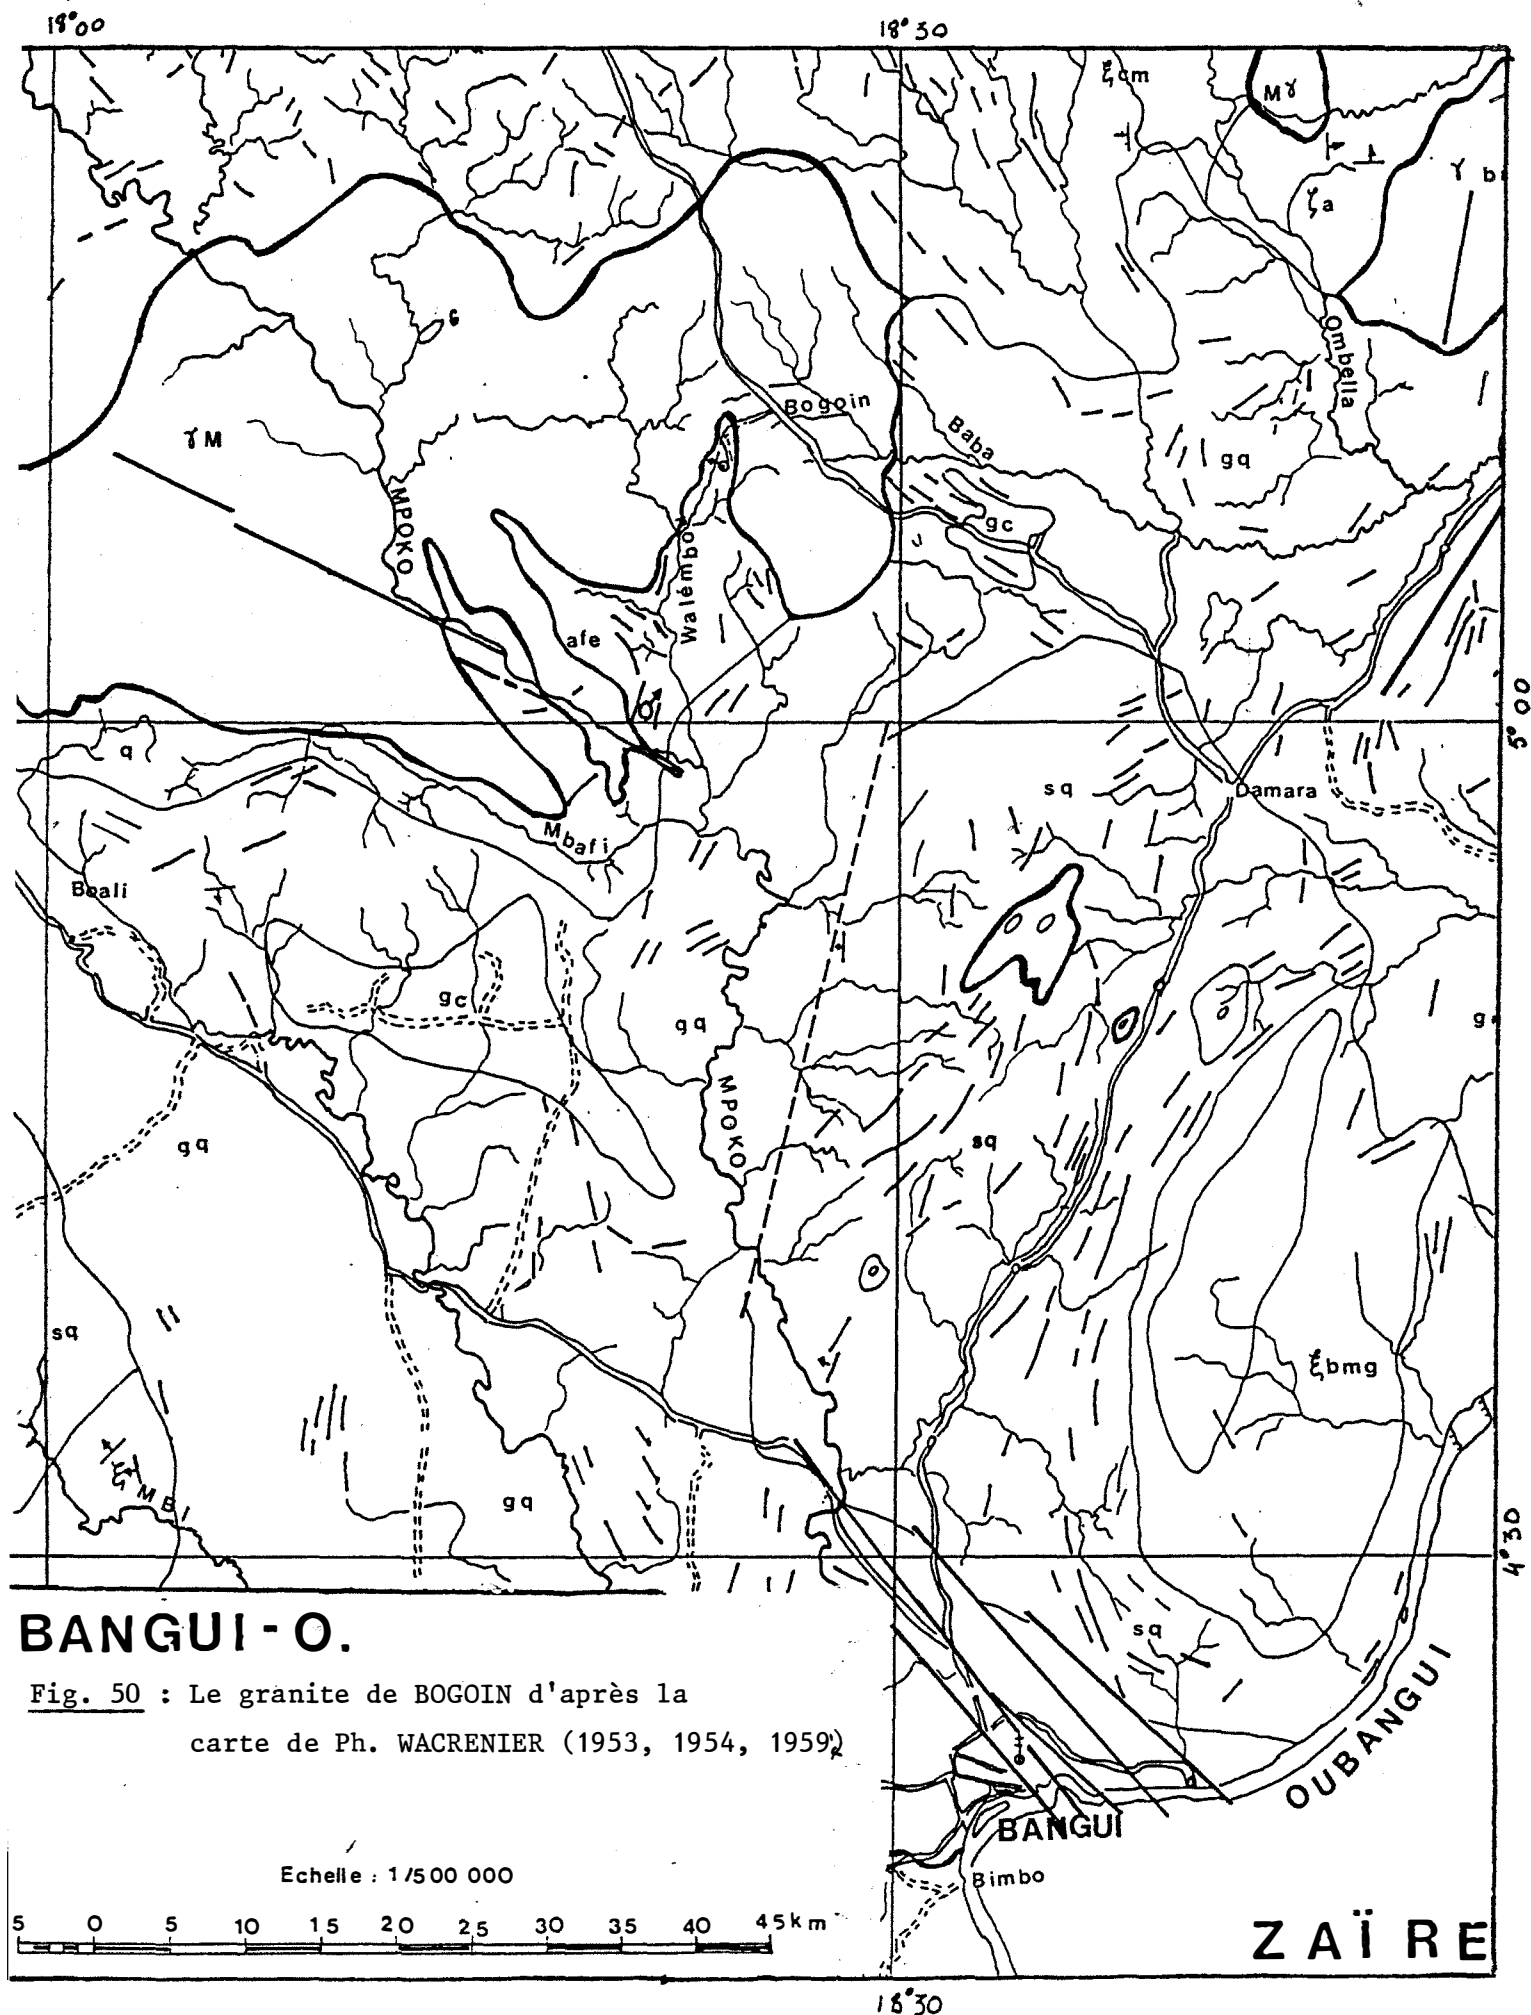 18°00
18°30
ξcm
Mγ
γ b
ζa
6
Ombella
γM
Bogoin
Baba
gq
MPOKO
gc
Walembo
afe
5°00
q
sq
Damara
Mbafi
Boali
gc
gq
g
MPOKO
gq
sq
sq
ξbmg
MBI
gq
4°30
sq
BANGUI-O.
Fig. 50 : Le granite de BOGOIN d'après la
carte de Ph. WACRENIER (1953, 1954, 1959)
OUBANGUI
BANGUI
Bimbo
Echelle : 1/500 000
5 0 5 10 15 20 25 30 35 40 45km
ZAÏRE
18°30